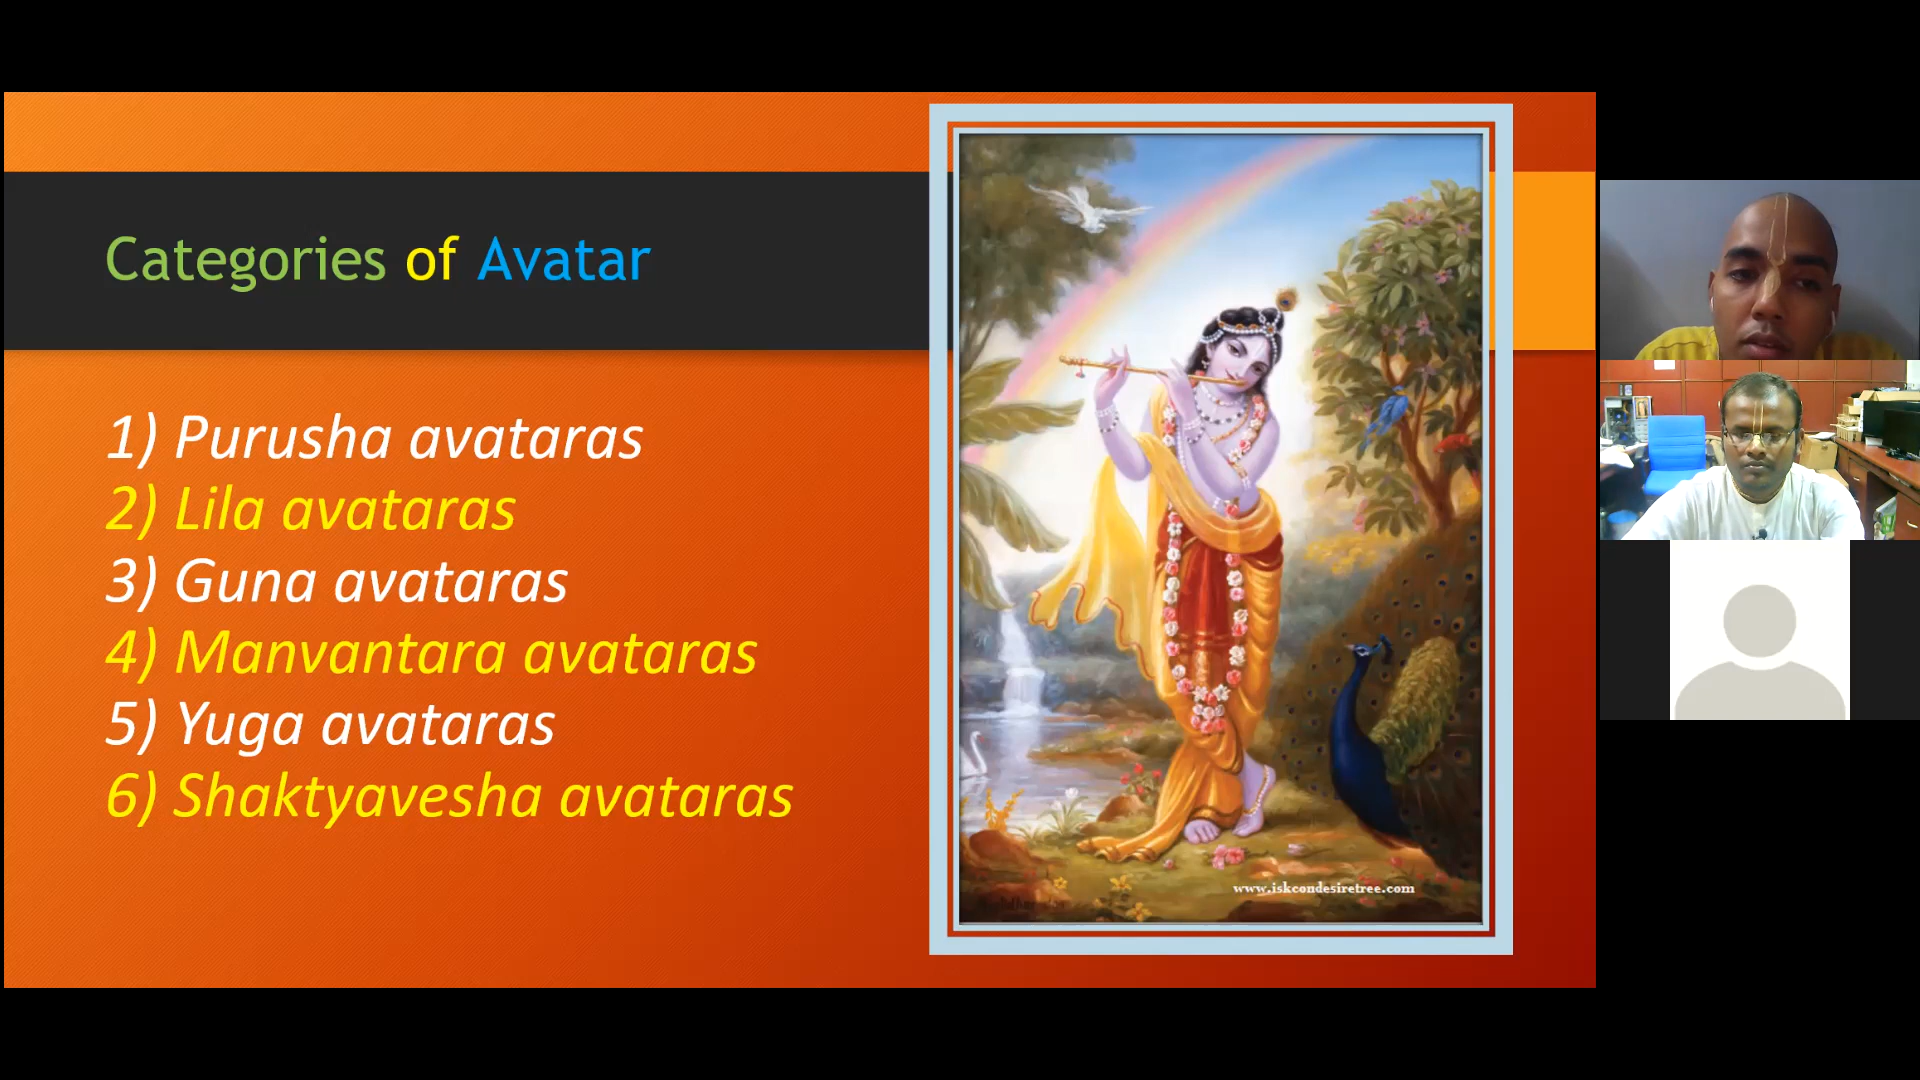 Categories of Avatar
1) Purusha avataras
2) Lila avataras
3) Guna avataras
4) Manvantara avataras
5) Yuga avataras
6) Shaktyavesha avataras
www.iskcondesiretree.com